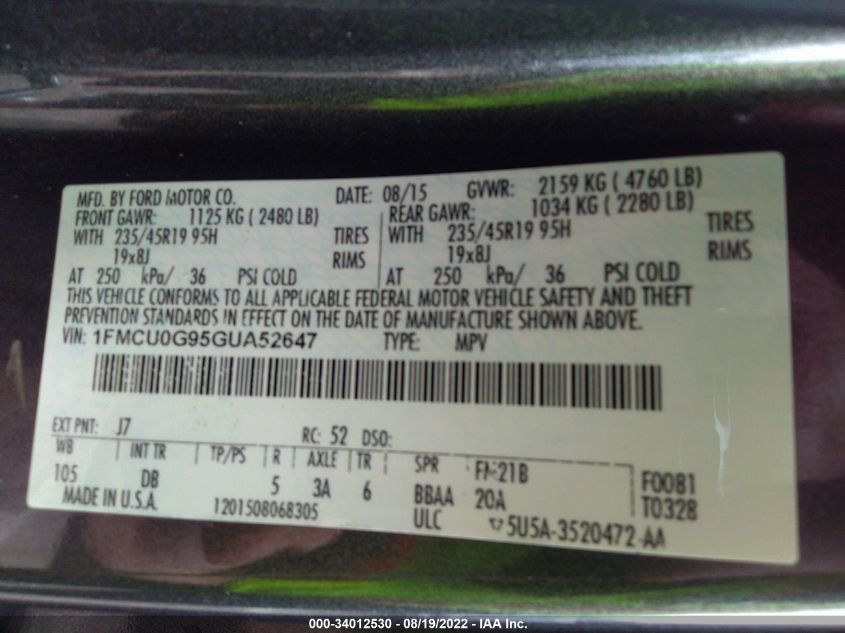 MFD. BY FORD MOTOR CO. DATE: 08/15 GVWR: 2159 KG ( 4760 LB)
FRONT GAWR: 1125 KG ( 2480 LB) REAR GAWR: 1034 KG ( 2280 LB)
WITH 235/45R19 95H TIRES WITH 235/45R19 95H TIRES
19x8J RIMS 19x8J RIMS
AT 250 kPa/ 36 PSI COLD AT 250 kPa/ 36 PSI COLD
THIS VEHICLE CONFORMS TO ALL APPLICABLE FEDERAL MOTOR VEHICLE SAFETY AND THEFT
PREVENTION STANDARDS IN EFFECT ON THE DATE OF MANUFACTURE SHOWN ABOVE.
VIN: 1FMCU0G95GUA52647 TYPE: MPV
EXT PNT: J7 RC: 52 DSO:
WB INT TR TP/PS R AXLE TR SPR FN21B F0081
105 DB 5 3A 6 BBAA 20A T0328
MADE IN U.S.A. 1201508068305 ULC 5U5A-3520472-AA
000-34012530 - 08/19/2022 - IAA Inc.